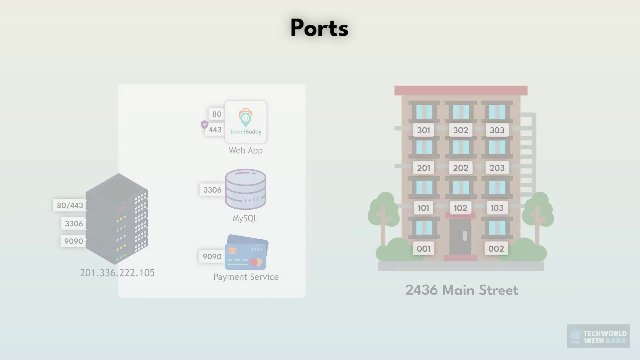 Ports
80
443
TravelBuddy
Web App
3306
MySQL
9090
Payment Service
80/443
3306
9090
201.336.222.105
301 302 303
201 202 203
101 102 103
001 002
2436 Main Street
TECHWORLD
WITH NANA